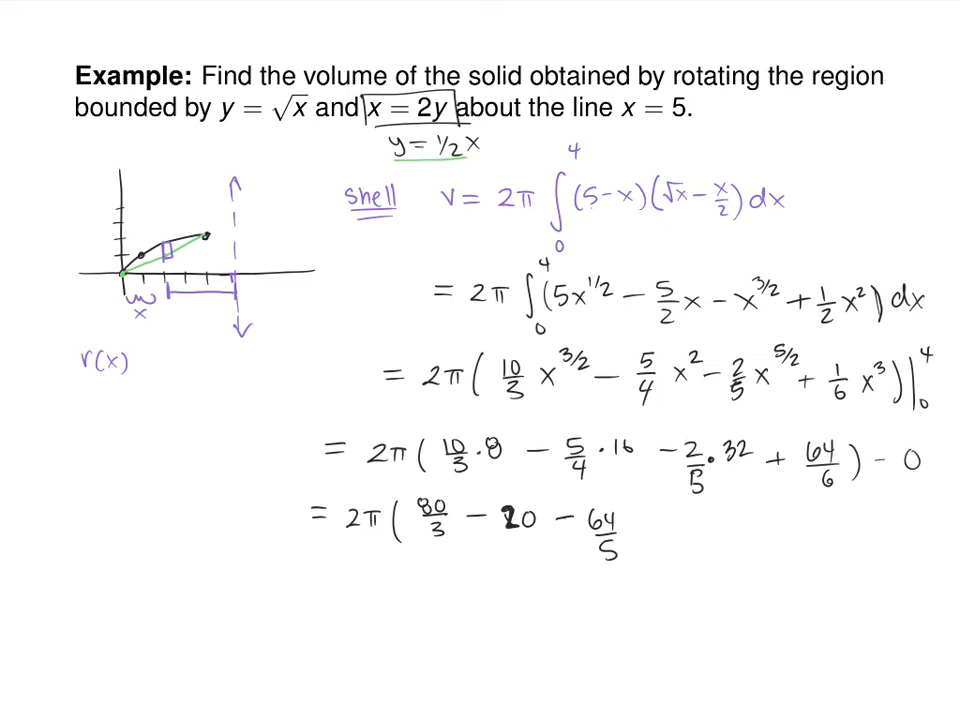 Example: Find the volume of the solid obtained by rotating the region
bounded by y = √x and x = 2y about the line x = 5.
y = 1/2 x
Shell V = 2π ∫₀⁴ (5-x)(√x - x/2) dx
= 2π ∫₀⁴ (5x^1/2 - 5/2 x - x^3/2 + 1/2 x²) dx
x
r(x)
= 2π ( 10/3 x^3/2 - 5/4 x² - 2/5 x^5/2 + 1/6 x³ ) |₀⁴
= 2π ( 10/3 · 8 - 5/4 · 16 - 2/5 · 32 + 64/6 ) - 0
= 2π ( 80/3 - 20 - 64/5